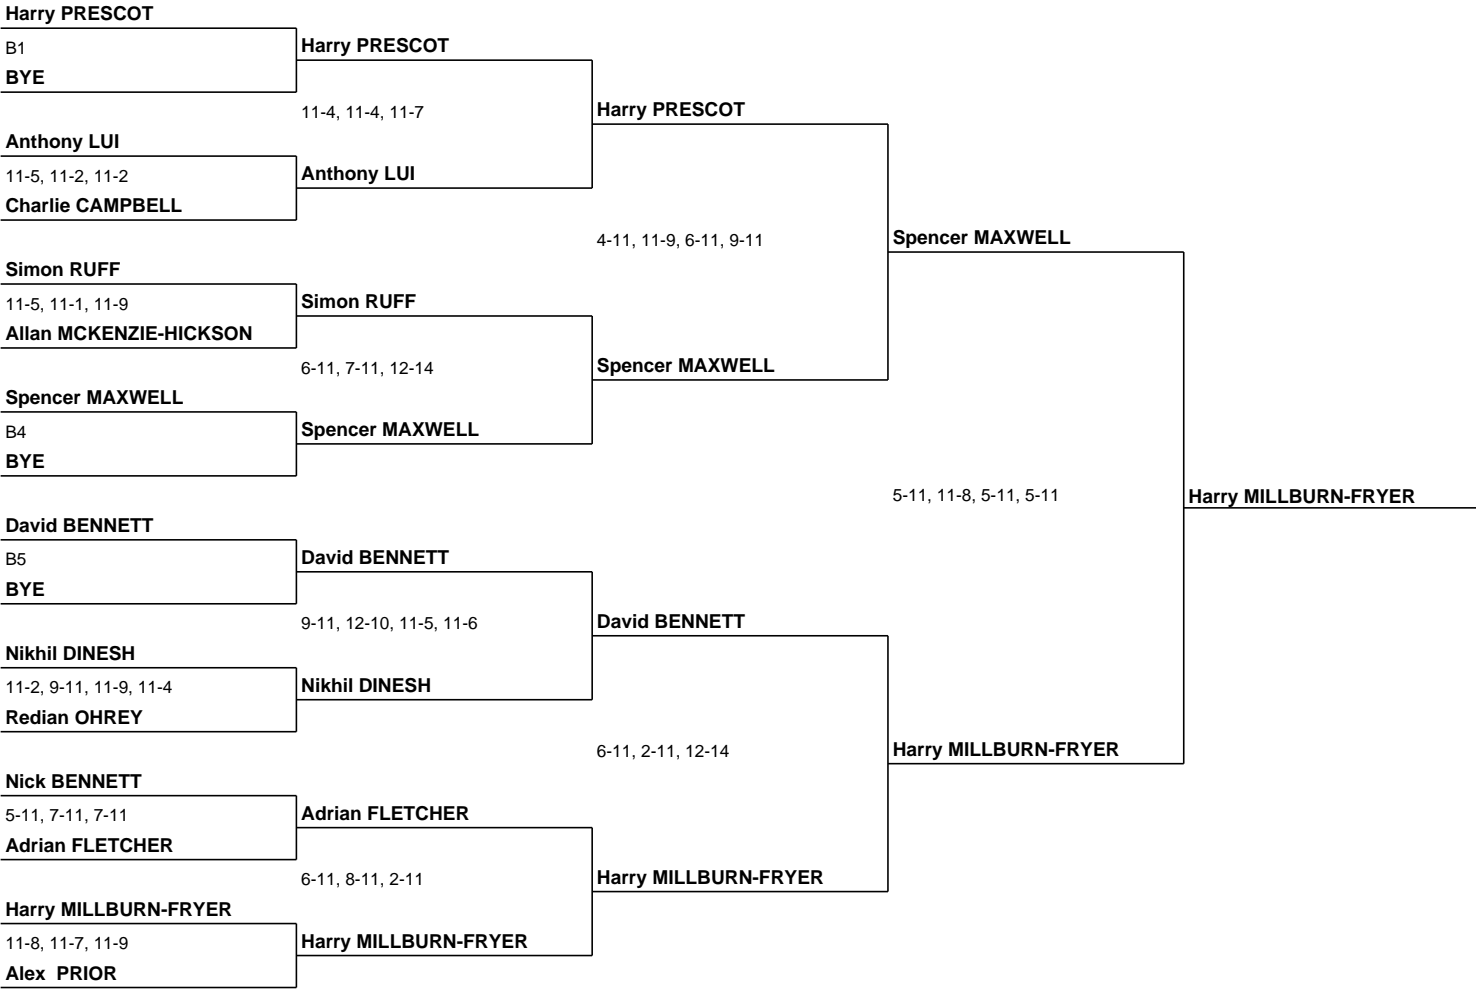 Harry PRESCOT
B1
BYE
Harry PRESCOT
11-4, 11-4, 11-7
Anthony LUI
11-5, 11-2, 11-2
Charlie CAMPBELL
Anthony LUI
Harry PRESCOT
4-11, 11-9, 6-11, 9-11
Simon RUFF
11-5, 11-1, 11-9
Allan MCKENZIE-HICKSON
Simon RUFF
6-11, 7-11, 12-14
Spencer MAXWELL
B4
BYE
Spencer MAXWELL
Spencer MAXWELL
Spencer MAXWELL
5-11, 11-8, 5-11, 5-11
Harry MILLBURN-FRYER
David BENNETT
B5
BYE
David BENNETT
9-11, 12-10, 11-5, 11-6
Nikhil DINESH
11-2, 9-11, 11-9, 11-4
Redian OHREY
Nikhil DINESH
David BENNETT
6-11, 2-11, 12-14
Harry MILLBURN-FRYER
Nick BENNETT
5-11, 7-11, 7-11
Adrian FLETCHER
Adrian FLETCHER
6-11, 8-11, 2-11
Harry MILLBURN-FRYER
Harry MILLBURN-FRYER
11-8, 11-7, 11-9
Alex  PRIOR
Harry MILLBURN-FRYER